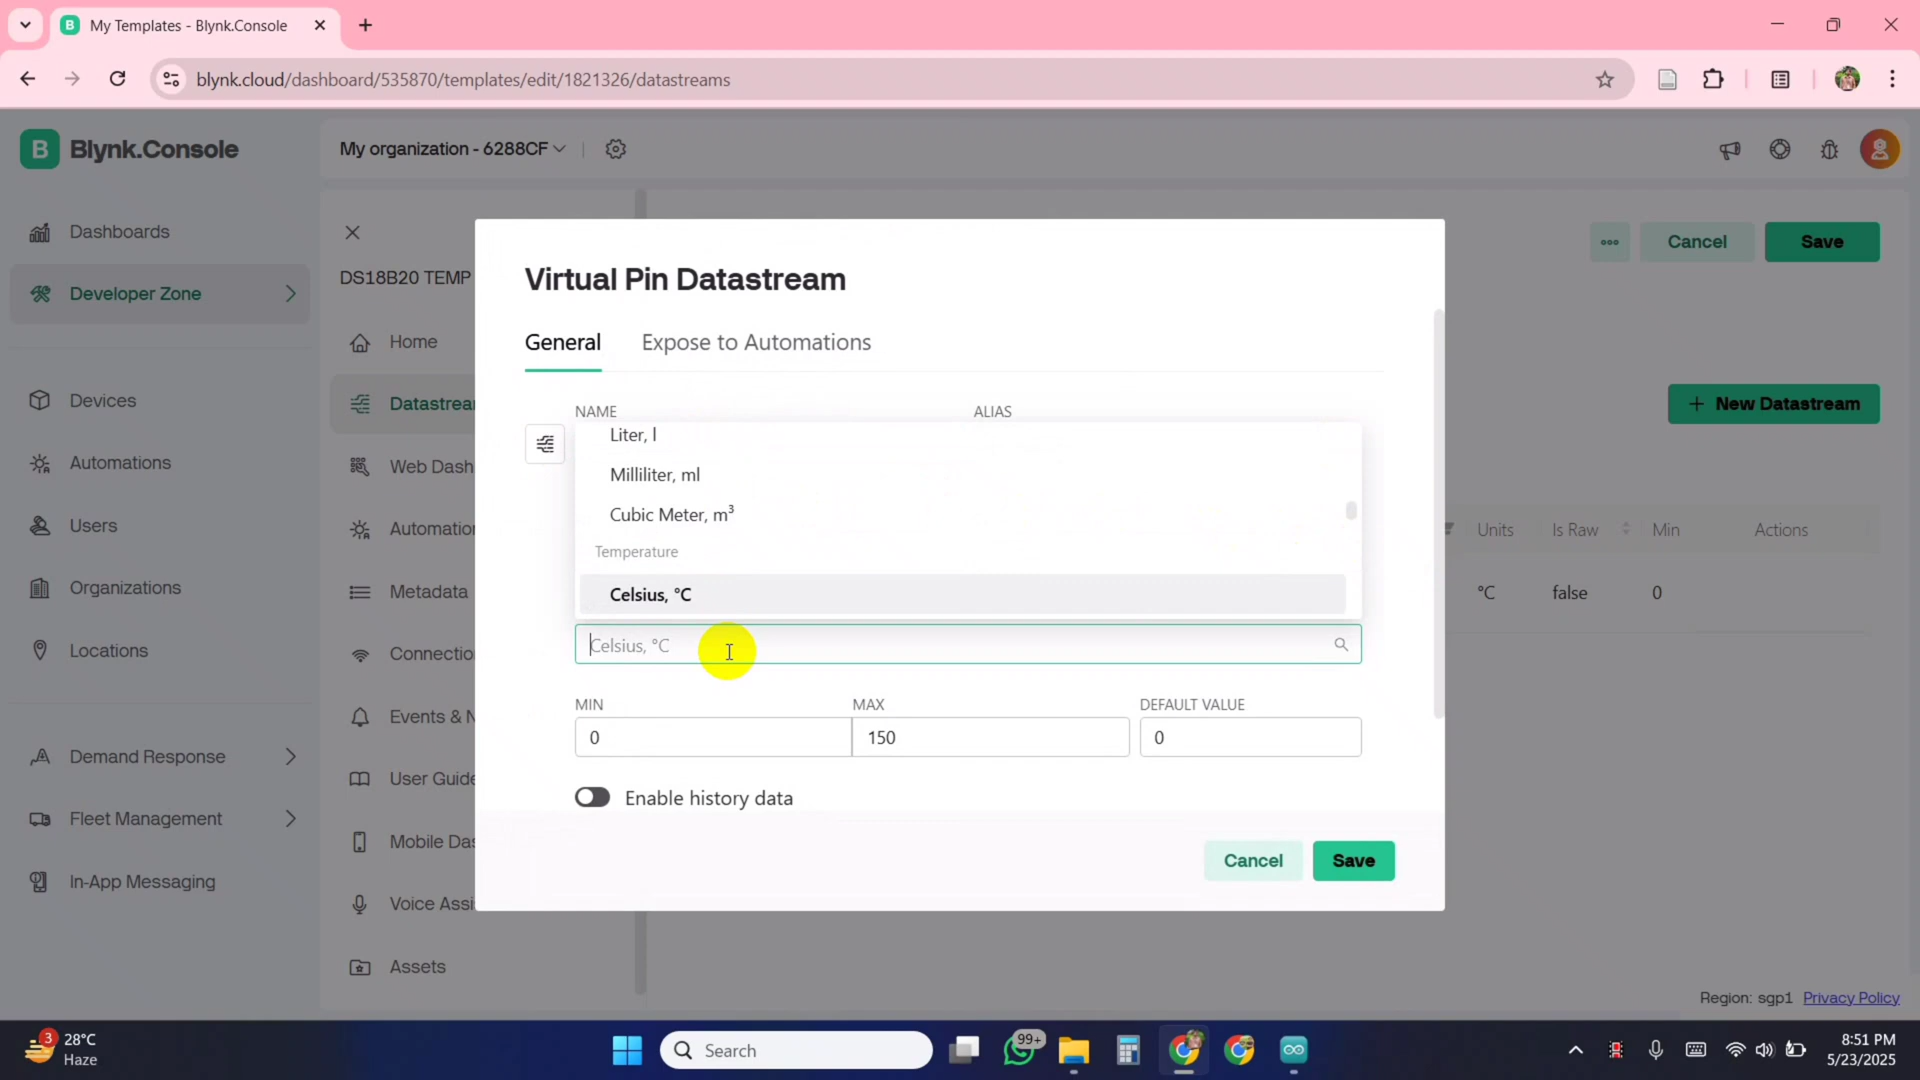 My Templates - Blynk.Console
blynk.cloud/dashboard/535870/templates/edit/1821326/datastreams
B Blynk.Console
My organization - 6288CF
Dashboards
Developer Zone
Devices
Automations
Users
Organizations
Locations
Demand Response
Fleet Management
In-App Messaging
DS18B20 TEMP
Home
Datastrea
Web Dash
Automation
Metadata
Connectio
Events & N
User Guide
Mobile Das
Voice Assi
Assets
Cancel
Save
+ New Datastream
Units
Is Raw
Min
Actions
°C
false
0
Virtual Pin Datastream
General
Expose to Automations
NAME
ALIAS
Liter, l
Milliliter, ml
Cubic Meter, m³
Temperature
Celsius, °C
Celsius, °C
MIN
MAX
DEFAULT VALUE
0
150
0
Enable history data
Cancel
Save
Region: sgp1 Privacy Policy
3
28°C
Haze
Search
99+
8:51 PM
5/23/2025